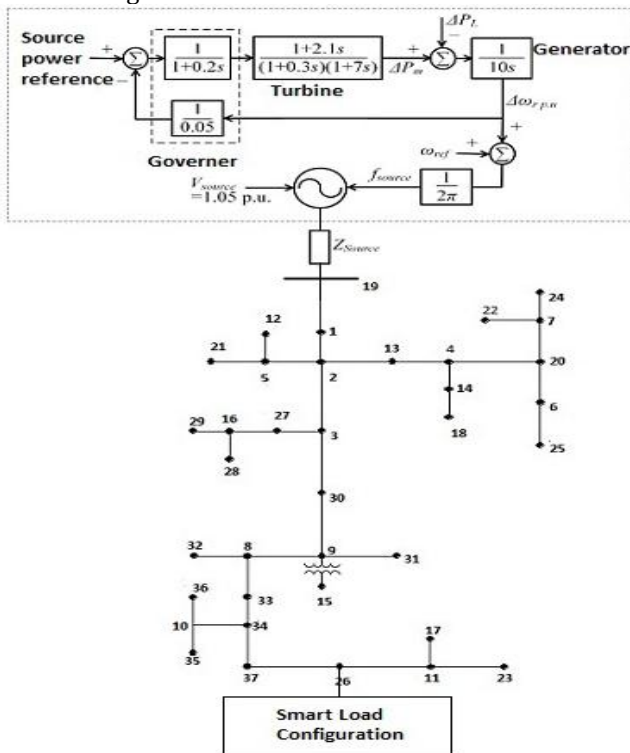 Source power reference
+
−
Σ
1
1+0.2s
1+2.1s
(1+0.3s)(1+7s)
Turbine
+
ΔP_m
ΔP_L
−
Σ
1
10s
Generator
Δω_r p.u
1
0.05
Governer
+
ω_ref
+
Σ
V_source
=1.05 p.u.
f_source
1
2π
Z_Source
19
24
12
1
22
7
21
5
2
13
4
20
14
6
29
16
27
3
18
25
28
30
32
8
9
31
36
33
15
10
34
17
35
37
26
11
23
Smart Load
Configuration